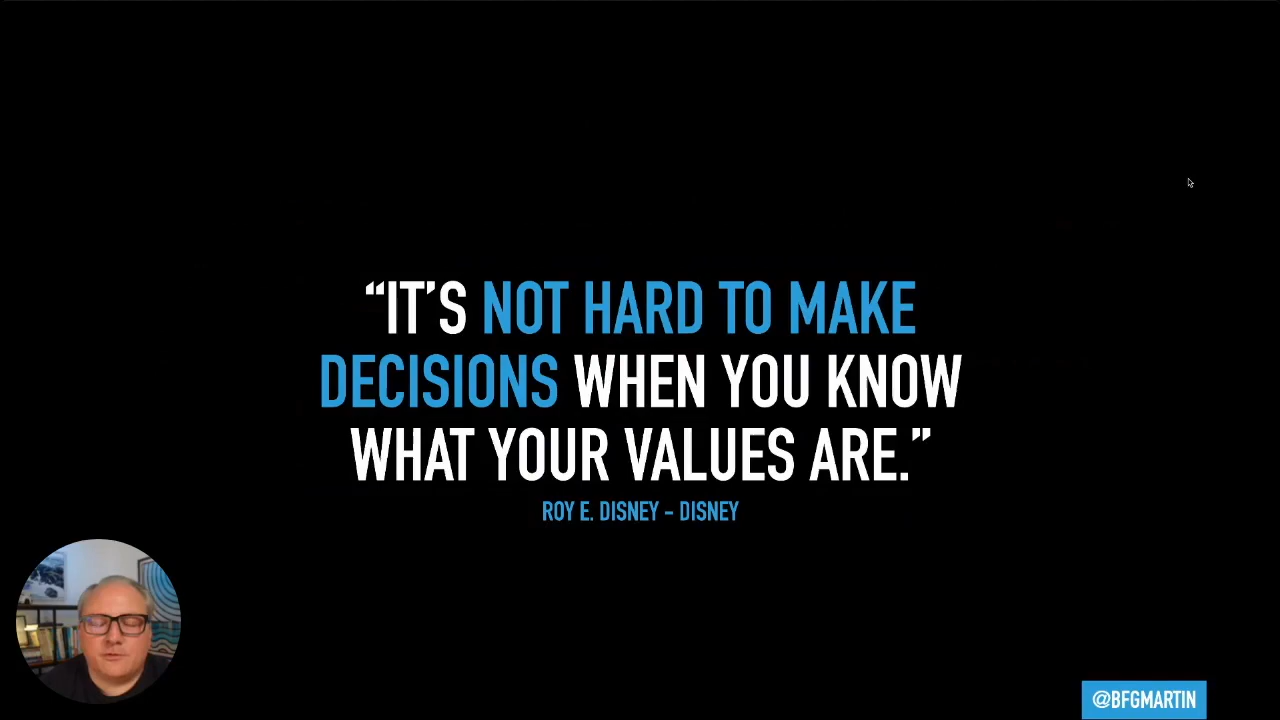 “IT’S NOT HARD TO MAKE
DECISIONS WHEN YOU KNOW
WHAT YOUR VALUES ARE.”
ROY E. DISNEY – DISNEY
@BFGMARTIN